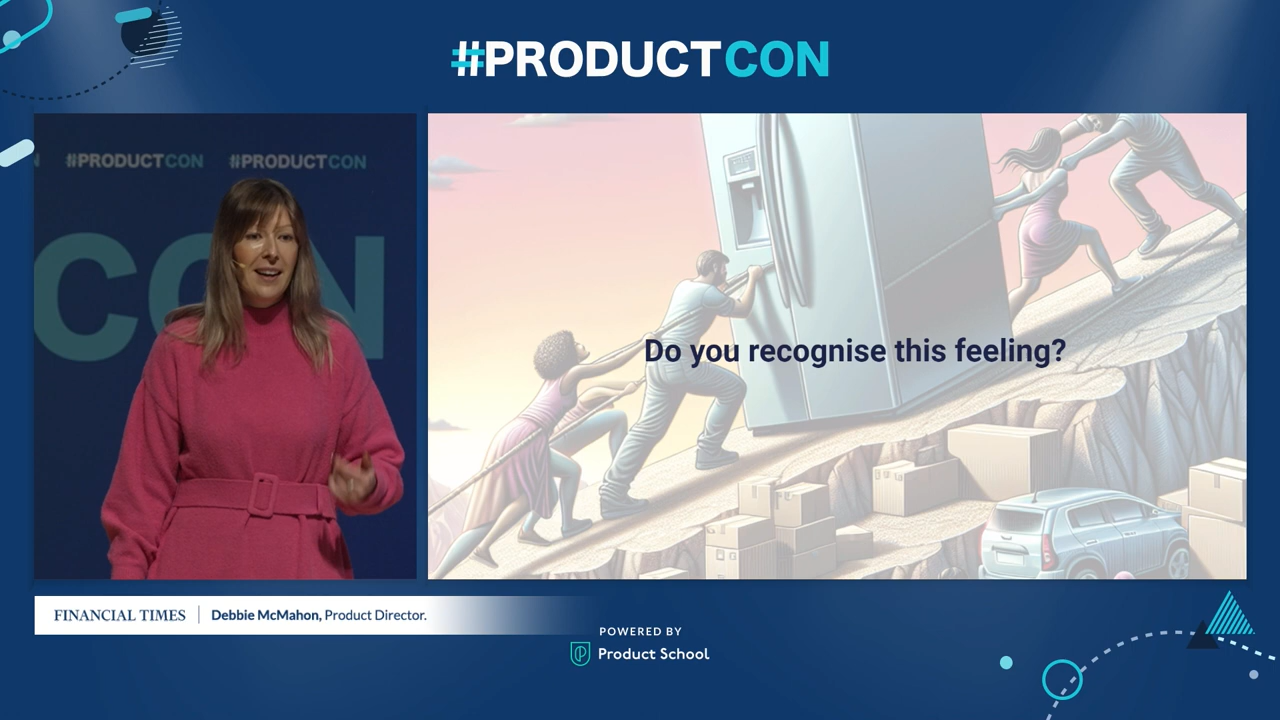 #PRODUCTCON
#PRODUCTCON #PRODUCTCON
CON
Do you recognise this feeling?
FINANCIAL TIMES | Debbie McMahon, Product Director.
POWERED BY
Product School